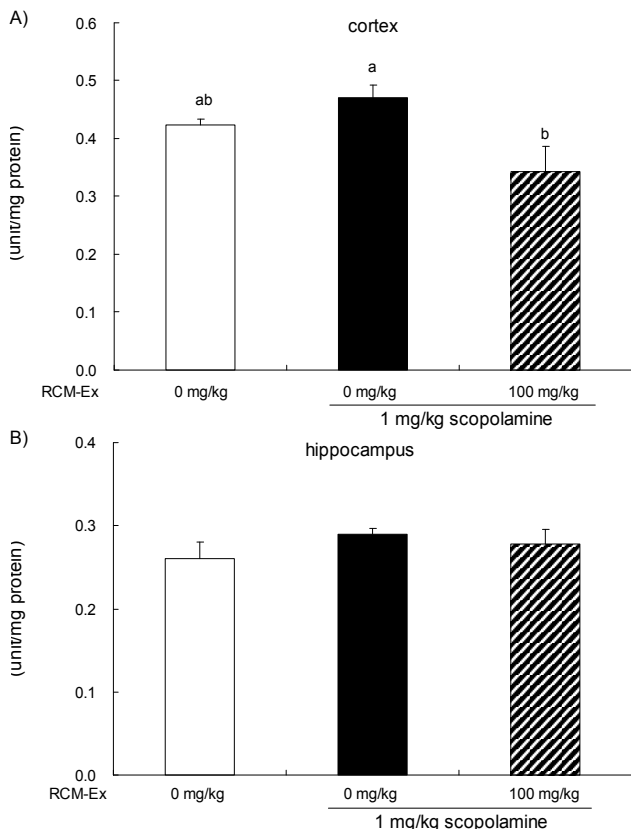 A)
cortex
0.6
0.5
0.4
0.3
0.2
0.1
0.0
(unit/mg protein)
ab
a
b
RCM-Ex 0 mg/kg 0 mg/kg 100 mg/kg
1 mg/kg scopolamine
B)
hippocampus
0.4
0.3
0.2
0.1
0.0
(unit/mg protein)
RCM-Ex 0 mg/kg 0 mg/kg 100 mg/kg
1 mg/kg scopolamine